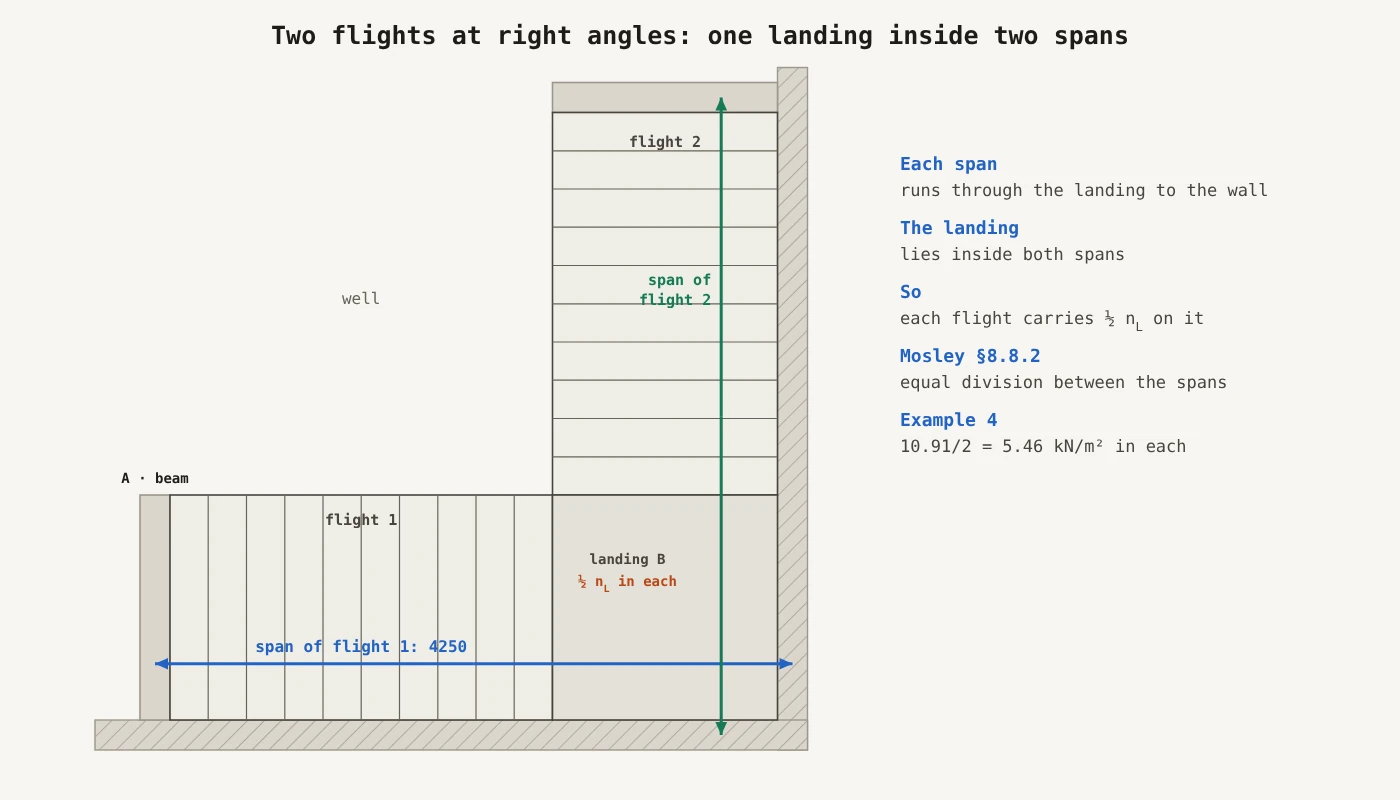 Two flights at right angles: one landing inside two spans
flight 2
Each span
runs through the landing to the wall
The landing
lies inside both spans
span of
flight 2
well
So
each flight carries ½ nL on it
Mosley §8.8.2
equal division between the spans
Example 4
10.91/2 = 5.46 kN/m² in each
A · beam
flight 1
landing B
½ nL in each
span of flight 1: 4250